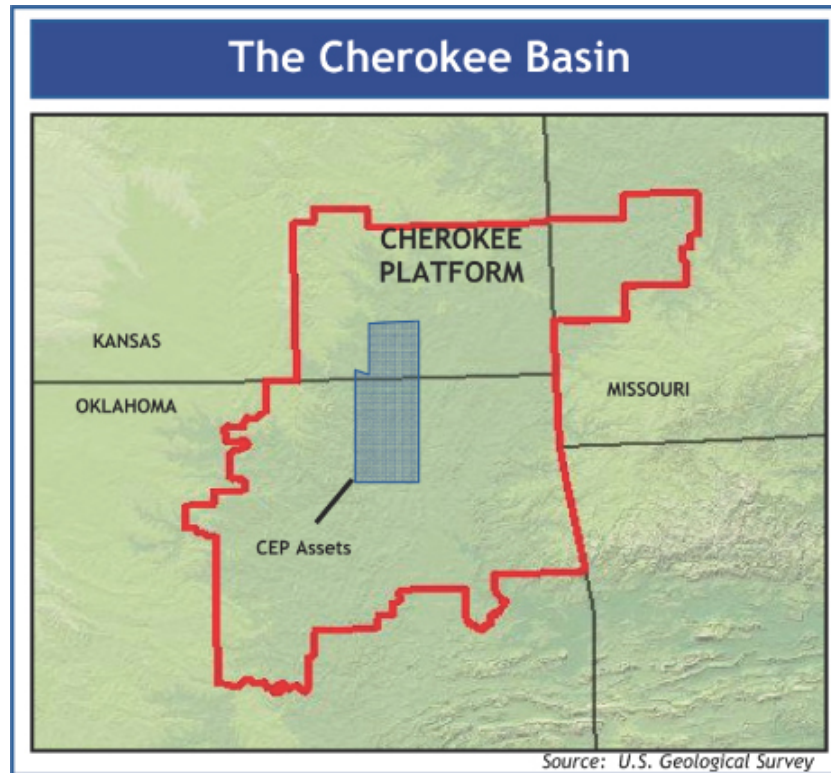 The Cherokee Basin
CHEROKEE
PLATFORM
KANSAS
OKLAHOMA
MISSOURI
CEP Assets
Source: U.S. Geological Survey